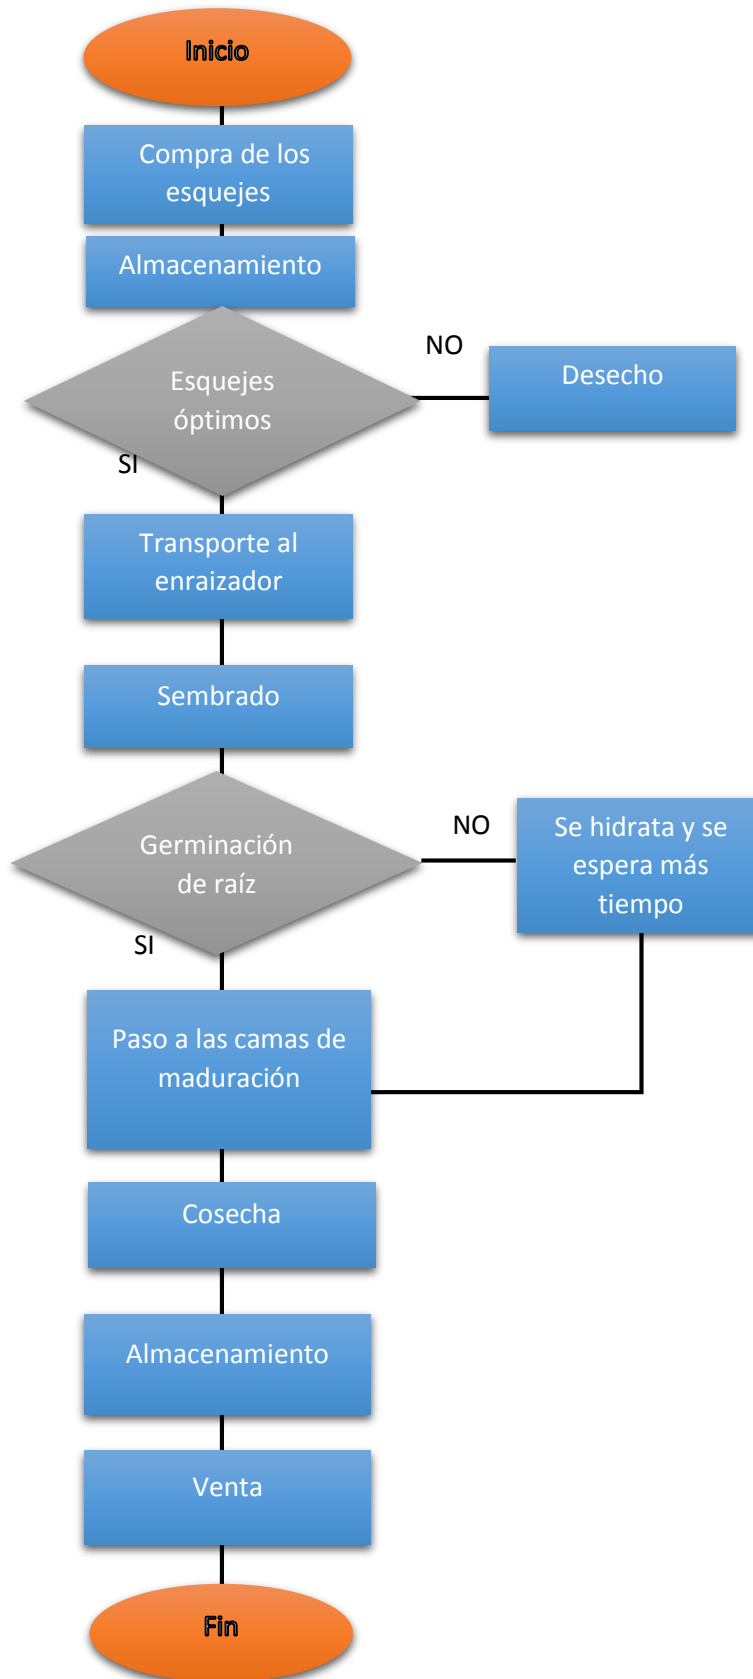 Inicio
Compra de los
esquejes
Almacenamiento
NO
Desecho
Esquejes
óptimos
SI
Transporte al
enraizador
Sembrado
NO
Se hidrata y se
espera más
tiempo
Germinación
de raíz
SI
Paso a las camas de
maduración
Cosecha
Almacenamiento
Venta
Fin